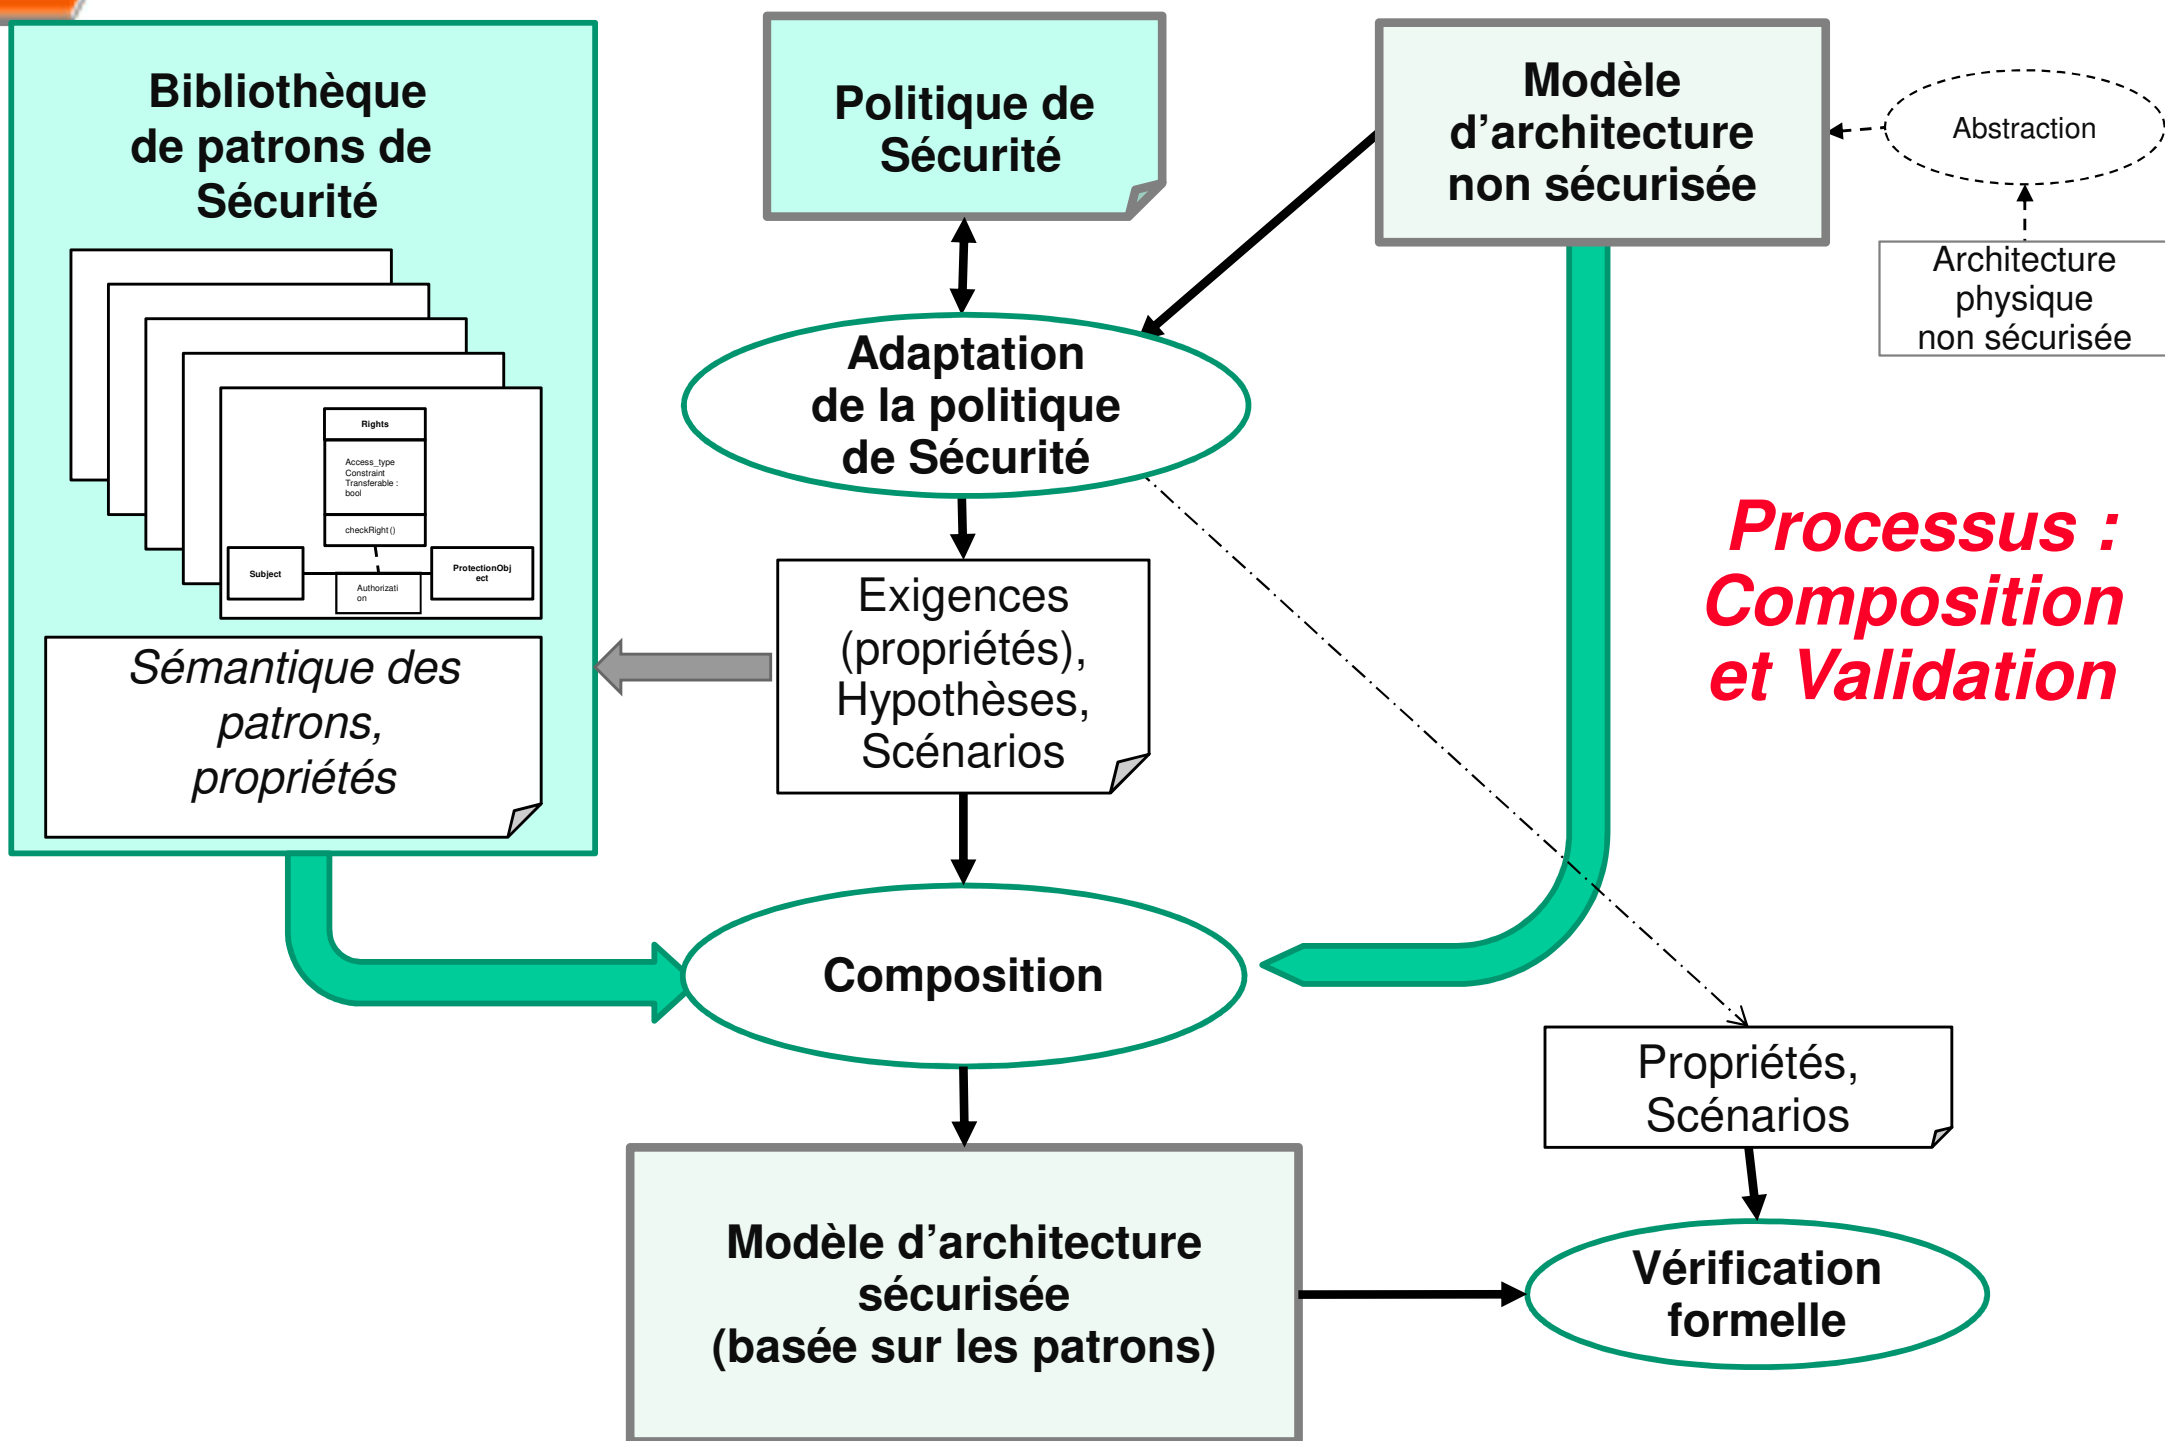 Bibliothèque
de patrons de
Sécurité
Rights
Access_type
Constraint
Transferable :
bool
checkRight()
Subject
Authorizati
on
ProtectionObj
ect
Sémantique des
patrons,
propriétés
Politique de
Sécurité
Modèle
d’architecture
non sécurisée
Abstraction
Architecture
physique
non sécurisée
Adaptation
de la politique
de Sécurité
Exigences
(propriétés),
Hypothèses,
Scénarios
Processus :
Composition
et Validation
Composition
Propriétés,
Scénarios
Modèle d’architecture
sécurisée
(basée sur les patrons)
Vérification
formelle